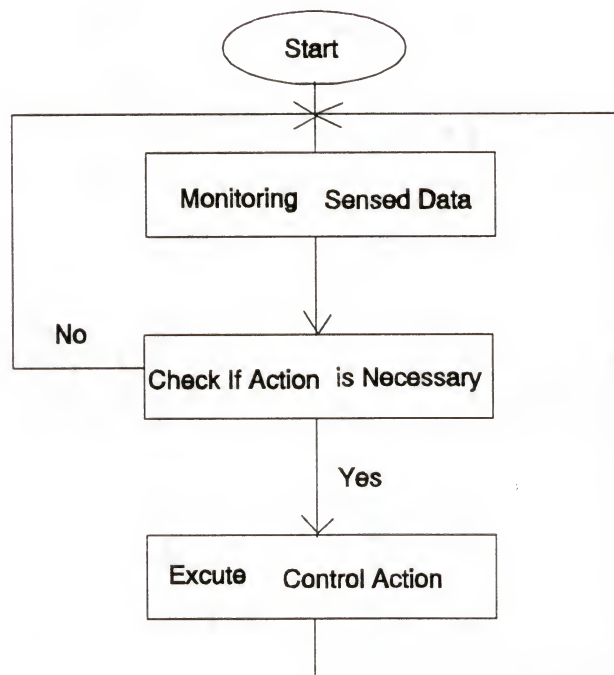 Start
Monitoring Sensed Data
No
Check If Action is Necessary
Yes
Excute Control Action